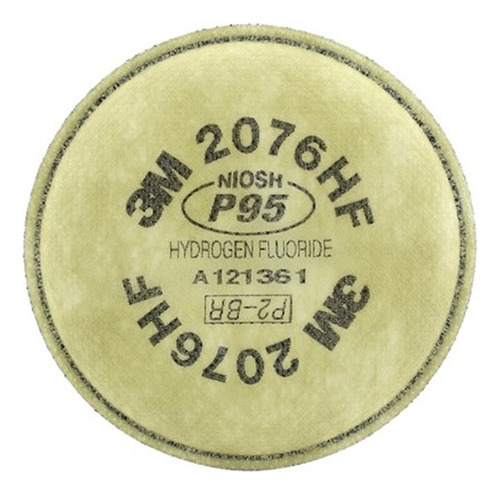 3M 2076HF
NIOSH
P95
HYDROGEN FLUORIDE
A121361
P2-BR
3M 2076HF